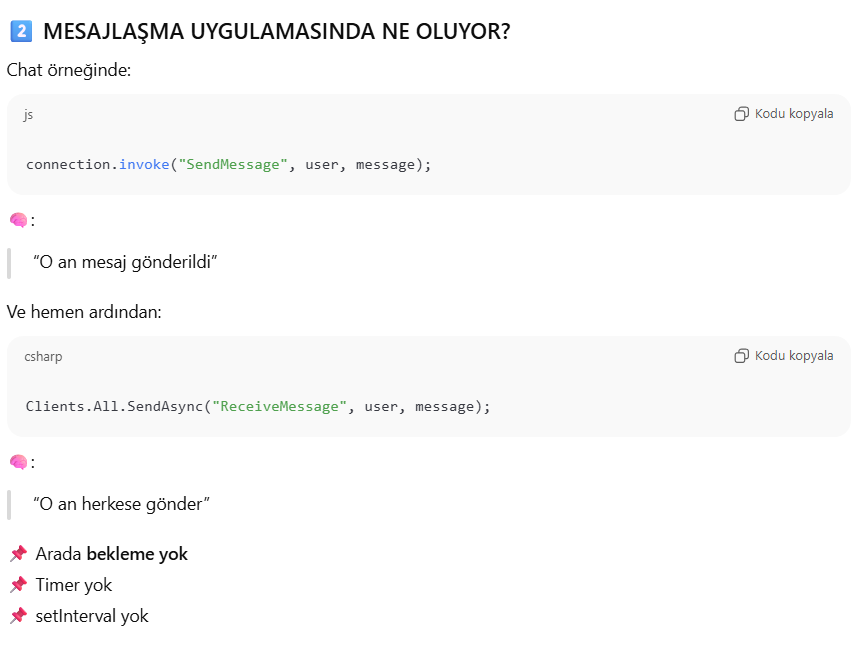 2️⃣ MESAJLAŞMA UYGULAMASINDA NE OLUYOR?
Chat örneğinde:
js
Kodu kopyala
connection.invoke("SendMessage", user, message);
🧠:
“O an mesaj gönderildi”
Ve hemen ardından:
csharp
Kodu kopyala
Clients.All.SendAsync("ReceiveMessage", user, message);
🧠:
“O an herkese gönder”
📌 Arada bekleme yok
📌 Timer yok
📌 setInterval yok